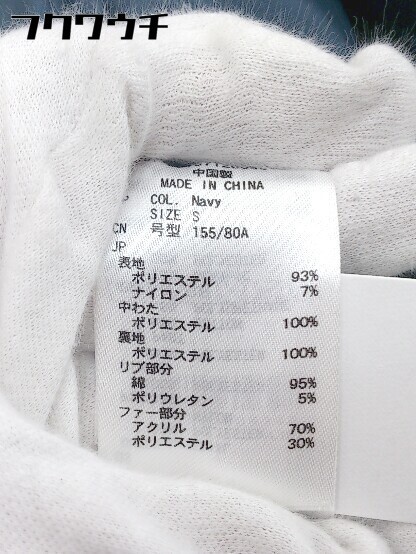 フクワウチ
中国製
MADE IN CHINA
COL. Navy
SIZE S
CN 号型 155/80A
JP
表地
ポリエステル 93%
ナイロン 7%
中わた
ポリエステル 100%
裏地
ポリエステル 100%
リブ部分
綿 95%
ポリウレタン 5%
ファー部分
アクリル 70%
ポリエステル 30%